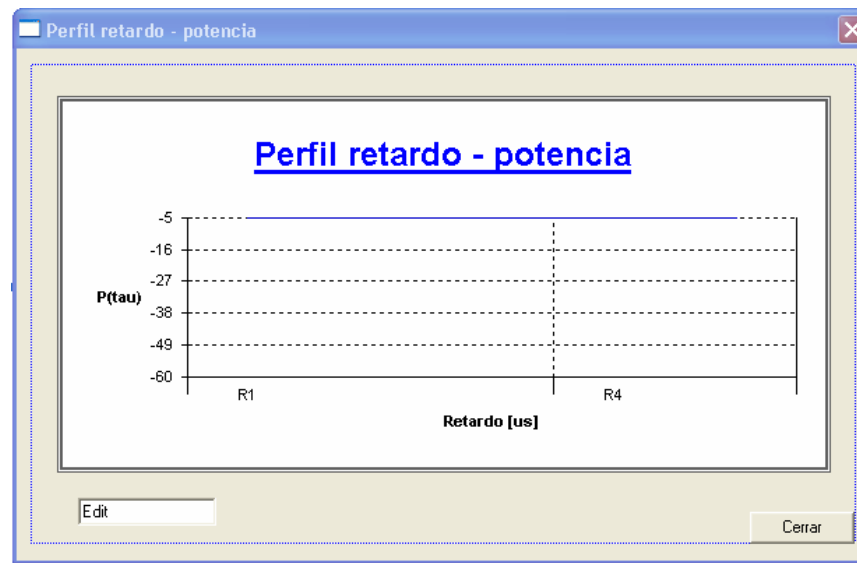 Perfil retardo - potencia
Perfil retardo - potencia
-5
-16
-27
P(tau)
-38
-49
-60
R1 R4
Retardo [us]
Edit
Cerrar